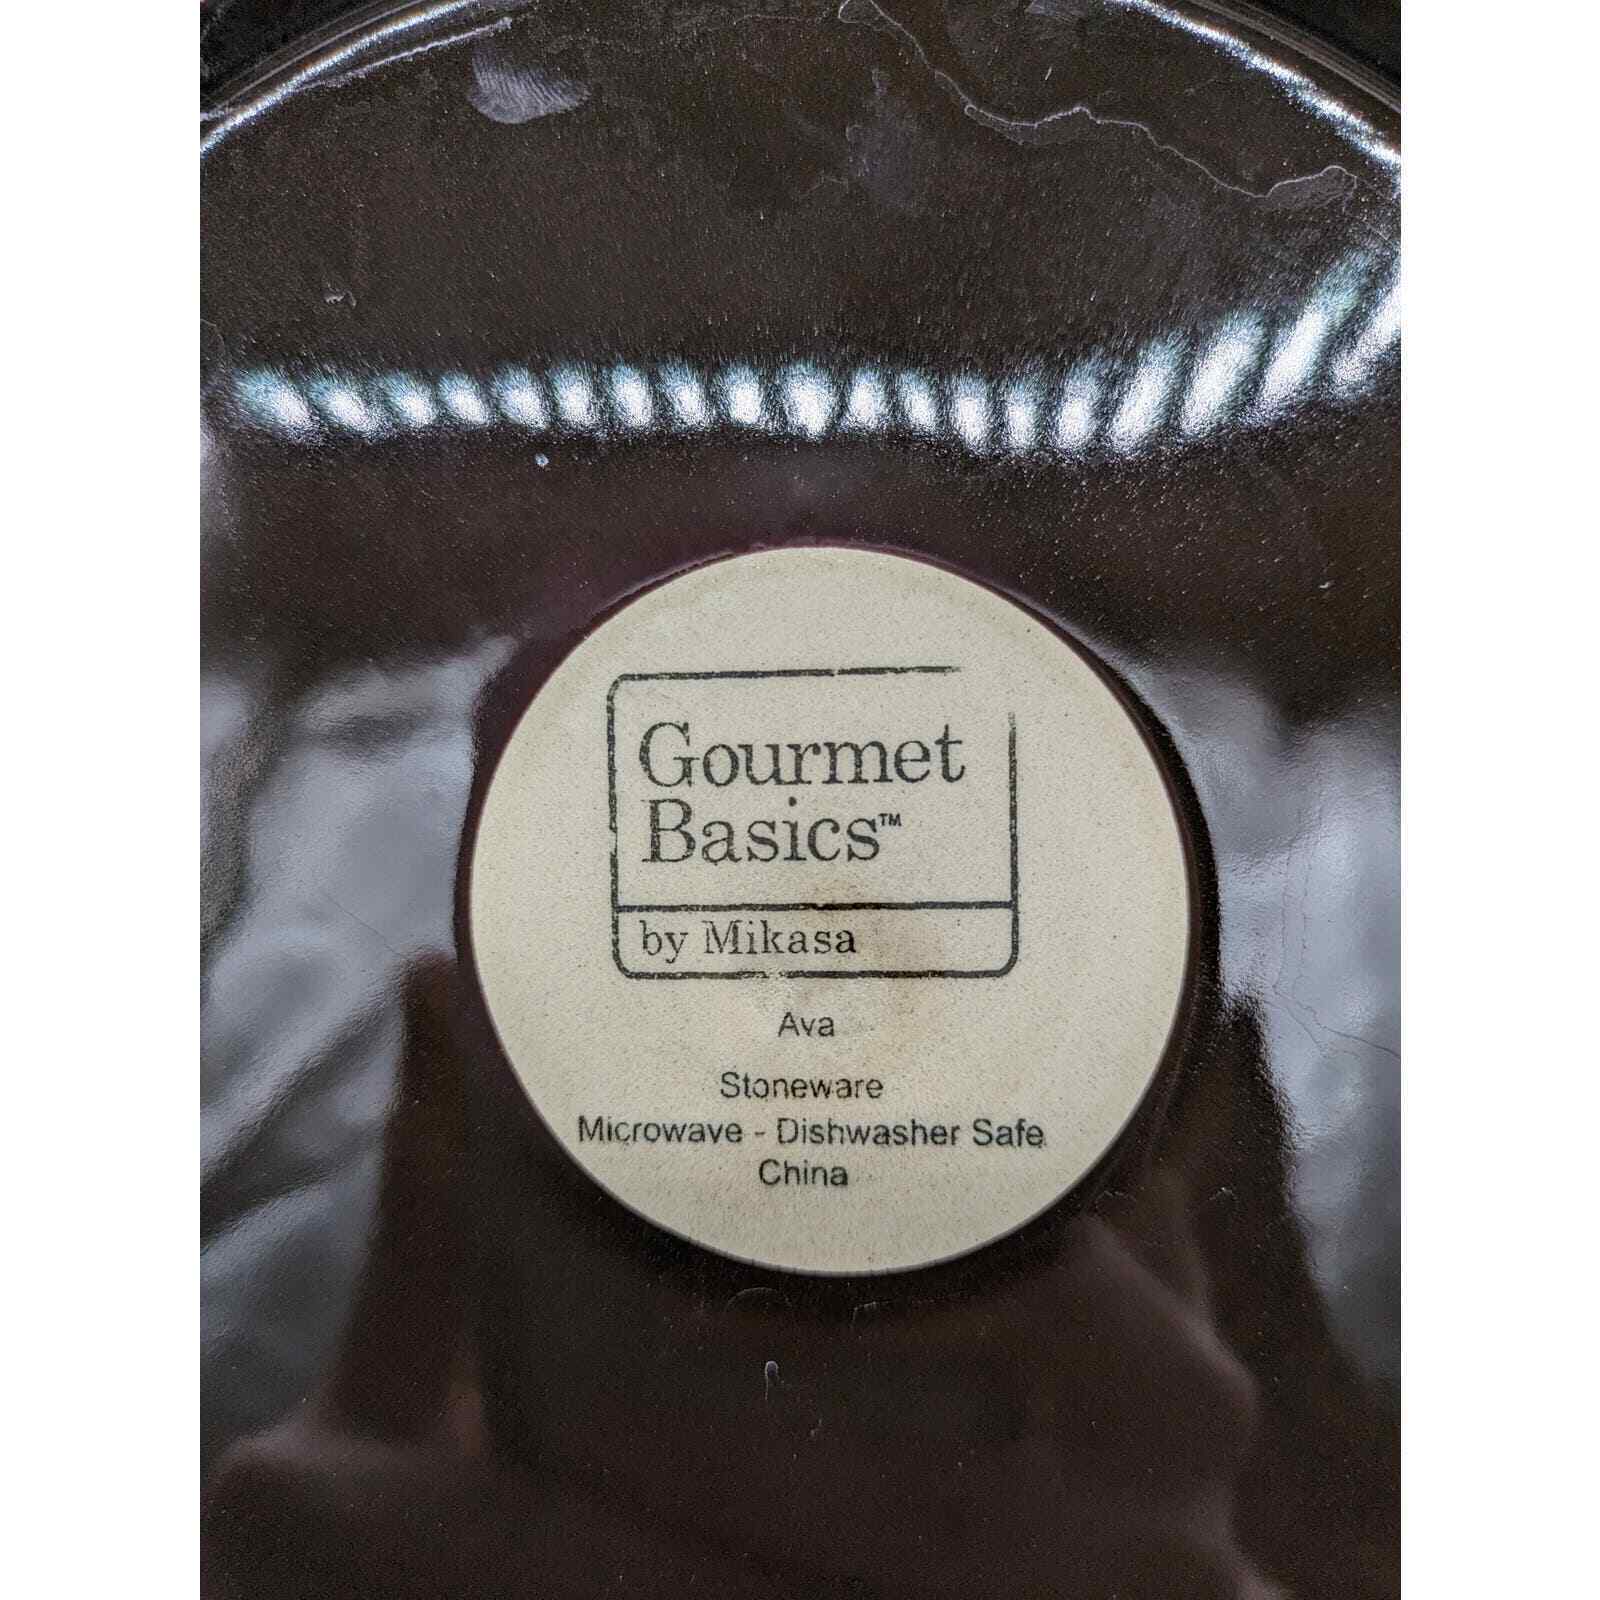 Gourmet
Basics™
by Mikasa
Ava
Stoneware
Microwave - Dishwasher Safe
China